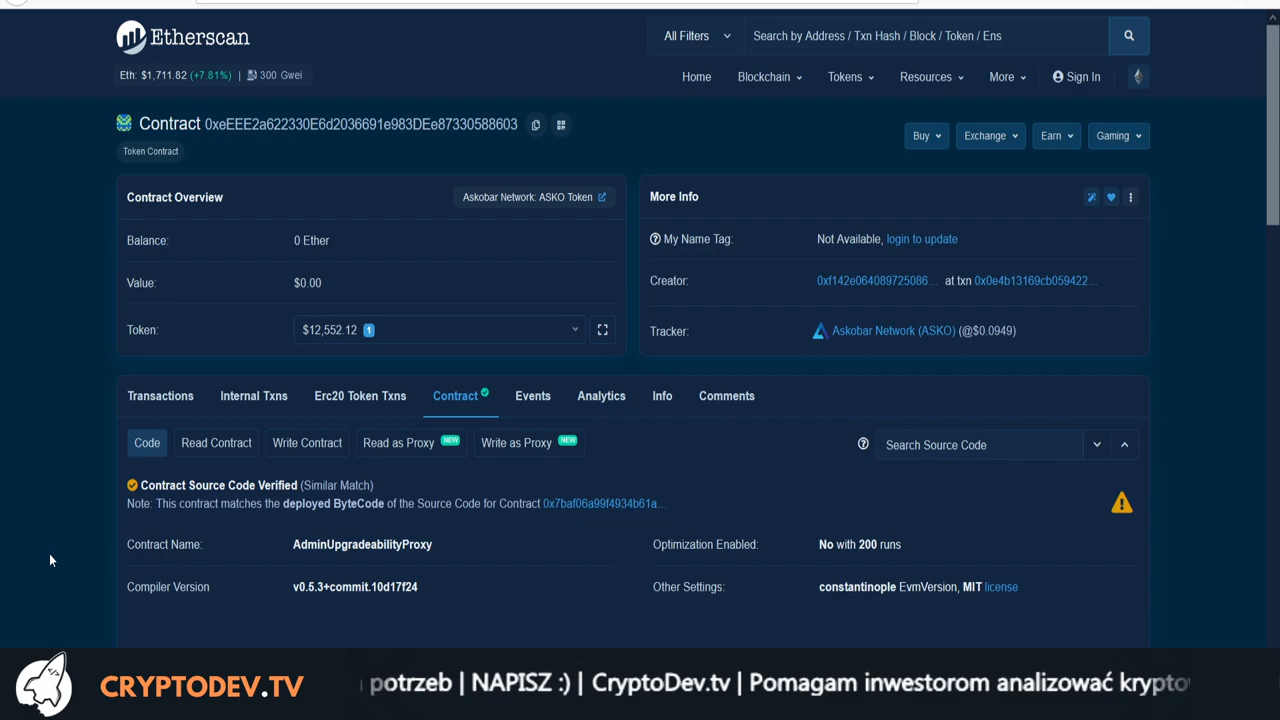 Etherscan
All Filters
Search by Address / Txn Hash / Block / Token / Ens
Eth: $1,711.82 (+7.81%) | 300 Gwei
Home Blockchain Tokens Resources More Sign In
Contract 0xeEEE2a622330E6d2036691e983DEe87330588603
Token Contract
Buy Exchange Earn Gaming
Contract Overview
Askobar Network: ASKO Token
Balance: 0 Ether
Value: $0.00
Token: $12,552.12 1
More Info
My Name Tag: Not Available, login to update
Creator: 0xf142e064089725086... at txn 0x0e4b13169cb059422...
Tracker: Askobar Network (ASKO) (@$0.0949)
Transactions Internal Txns Erc20 Token Txns Contract Events Analytics Info Comments
Code Read Contract Write Contract Read as Proxy NEW Write as Proxy NEW
Search Source Code
Contract Source Code Verified (Similar Match)
Note: This contract matches the deployed ByteCode of the Source Code for Contract 0x7baf06a99f4934b61a...
Contract Name: AdminUpgradeabilityProxy
Optimization Enabled: No with 200 runs
Compiler Version v0.5.3+commit.10d17f24
Other Settings: constantinople EvmVersion, MIT license
CRYPTODEV.TV
potrzeb | NAPISZ :) | CryptoDev.tv | Pomagam inwestorom analizować krypto